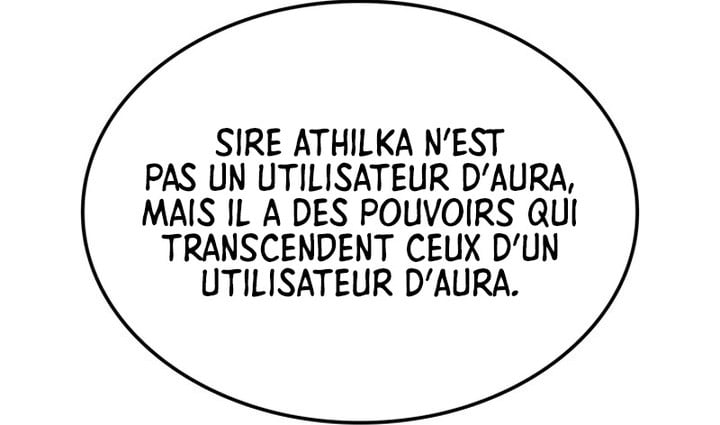 SIRE ATHILKA N'EST
PAS UN UTILISATEUR D'AURA,
MAIS IL A DES POUVOIRS QUI
TRANSCENDENT CEUX D'UN
UTILISATEUR D'AURA.